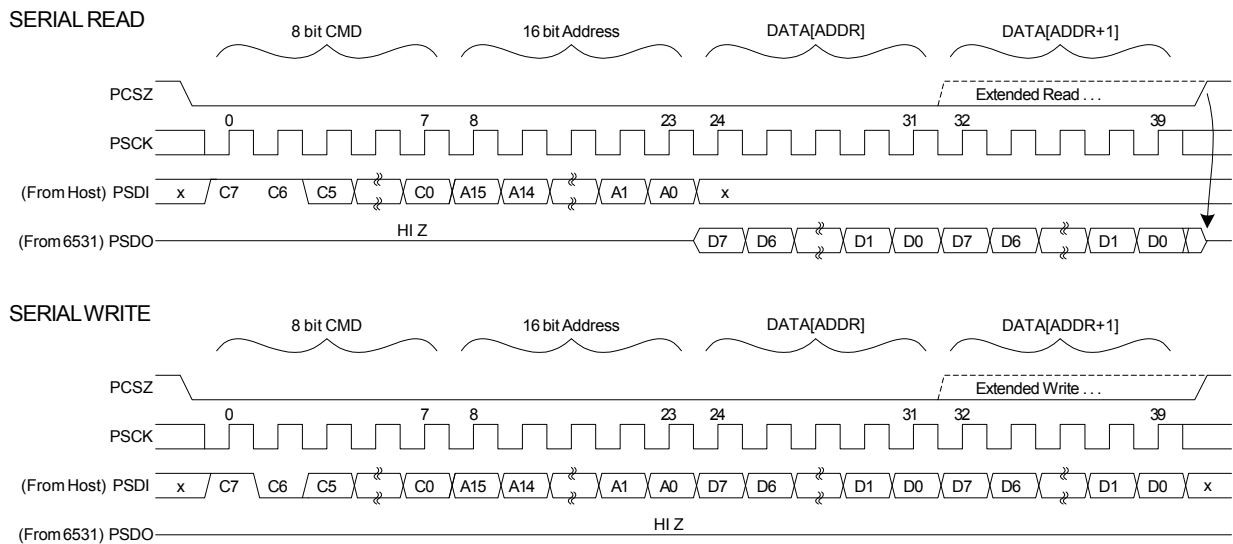 SERIAL READ
8 bit CMD 16 bit Address DATA[ADDR] DATA[ADDR+1]
PCSZ Extended Read . . .
0 7 8 23 24 31 32 39
PSCK
(From Host) PSDI x C7 C6 C5 C0 A15 A14 A1 A0 x
HI Z
(From 6531) PSDO D7 D6 D1 D0 D7 D6 D1 D0
SERIAL WRITE
8 bit CMD 16 bit Address DATA[ADDR] DATA[ADDR+1]
PCSZ Extended Write . . .
0 7 8 23 24 31 32 39
PSCK
(From Host) PSDI x C7 C6 C5 C0 A15 A14 A1 A0 D7 D6 D1 D0 D7 D6 D1 D0 x
HI Z
(From 6531) PSDO